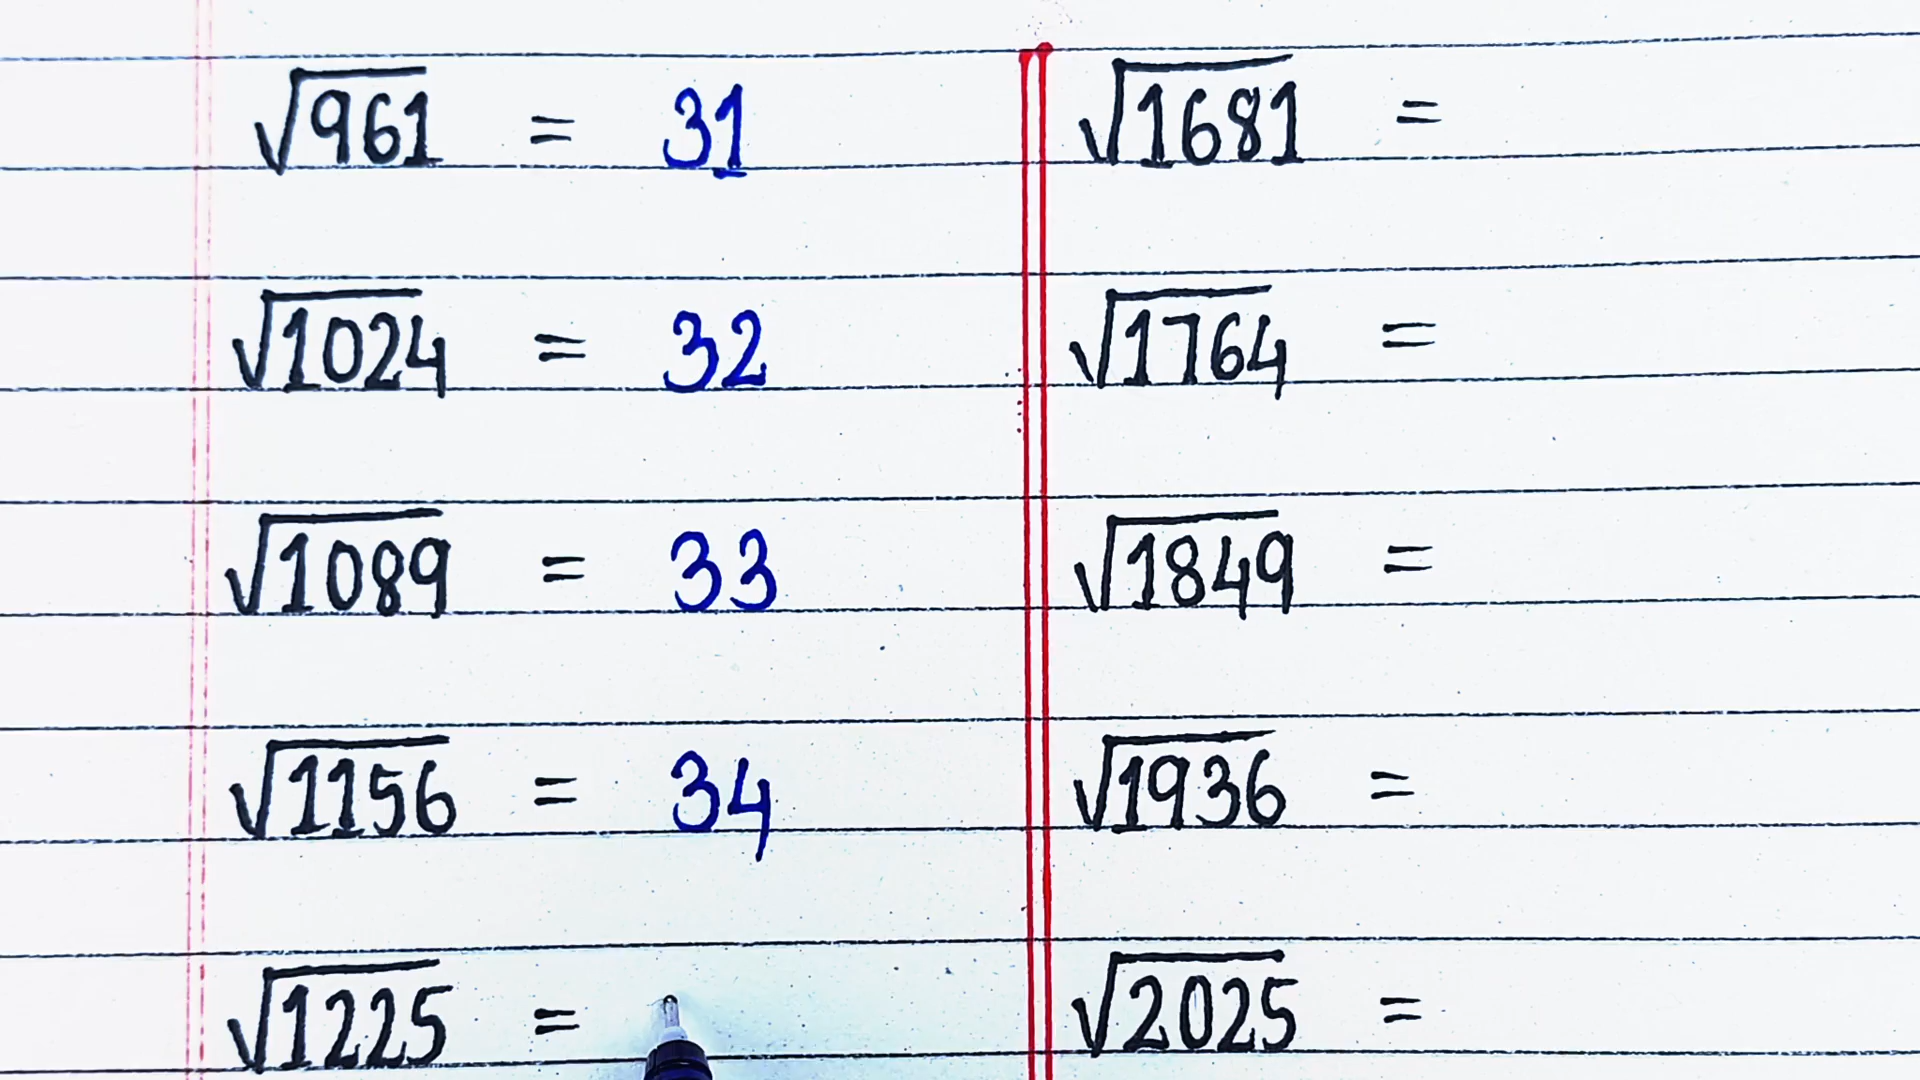 √961 = 31
√1024 = 32
√1089 = 33
√1156 = 34
√1225 =
√1681 =
√1764 =
√1849 =
√1936 =
√2025 =